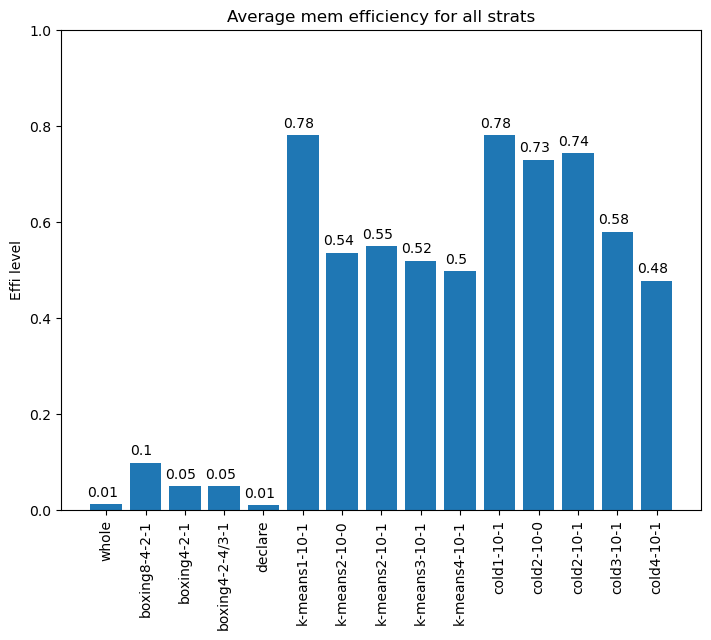 Average mem efficiency for all strats
Effi level
1.0
0.8
0.6
0.4
0.2
0.0
0.01
0.1
0.05
0.05
0.01
0.78
0.54
0.55
0.52
0.5
0.78
0.73
0.74
0.58
0.48
whole
boxing8-4-2-1
boxing4-2-1
boxing4-2-4/3-1
declare
k-means1-10-1
k-means2-10-0
k-means2-10-1
k-means3-10-1
k-means4-10-1
cold1-10-1
cold2-10-0
cold2-10-1
cold3-10-1
cold4-10-1